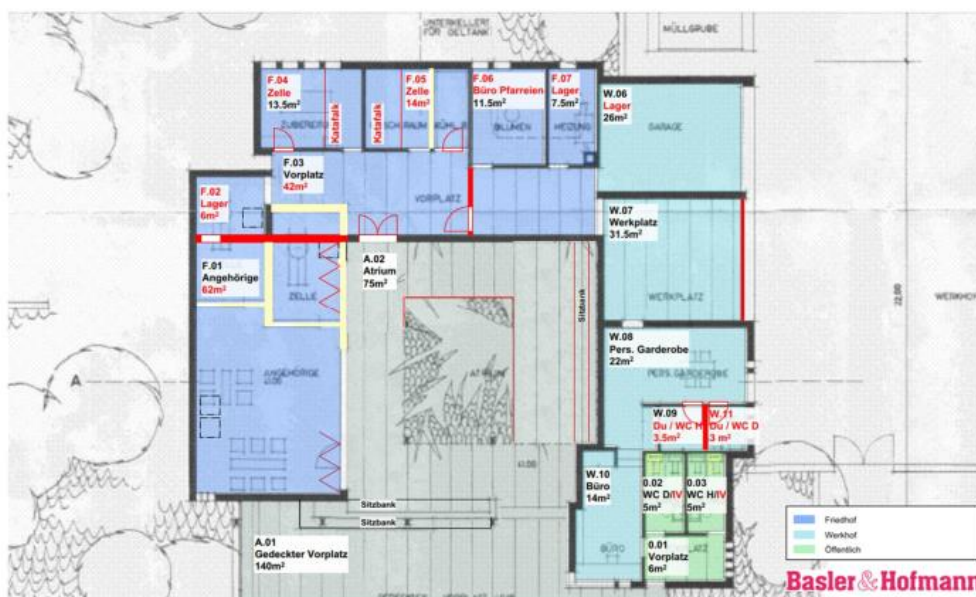 UNTERKELLERT
FÜR OELTANK
MÜLLGRUBE
F.04
Zelle
13.5m²
Katafalk
Katafalk
F.05
Zelle
14m²
F.06
Büro Pfarreien
11.5m²
F.07
Lager
7.5m²
W.06
Lager
26m²
BLUMEN
HEIZUNG
GARAGE
F.03
Vorplatz
42m²
VORPLATZ
F.02
Lager
6m²
W.07
Werkplatz
31.5m²
WERKPLATZ
F.01
Angehörige
62m²
ZELLE
A.02
Atrium
75m²
Sitzbank
22,00
W.08
Pers. Garderobe
22m²
PERS. GARDEROBE
A
ANGEHÖRIGE
ATRIUM
W.09
Du / WC H
3.5m²
W.11
Du / WC D
3 m²
W.10
Büro
14m²
0.02
WC D/IV
5m²
0.03
WC H/IV
5m²
Sitzbank
Sitzbank
A.01
Gedeckter Vorplatz
140m²
BÜRO
0.01
Vorplatz
6m²
Friedhof
Werkhof
Öffentlich
Basler & Hofmann